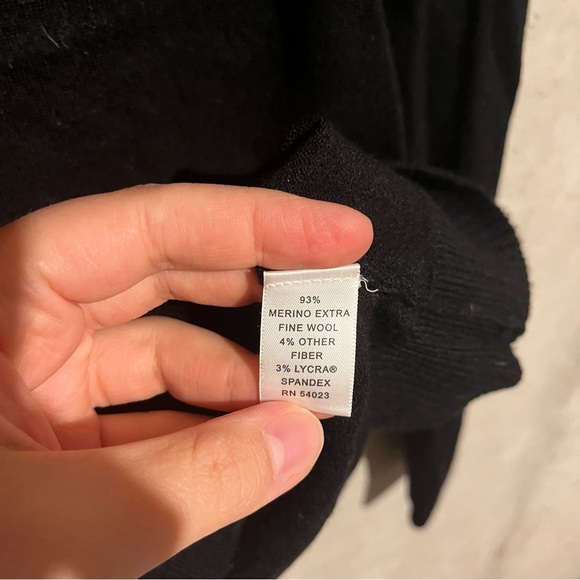 93%
MERINO EXTRA
FINE WOOL
4% OTHER
FIBER
3% LYCRA®
SPANDEX
RN 54023